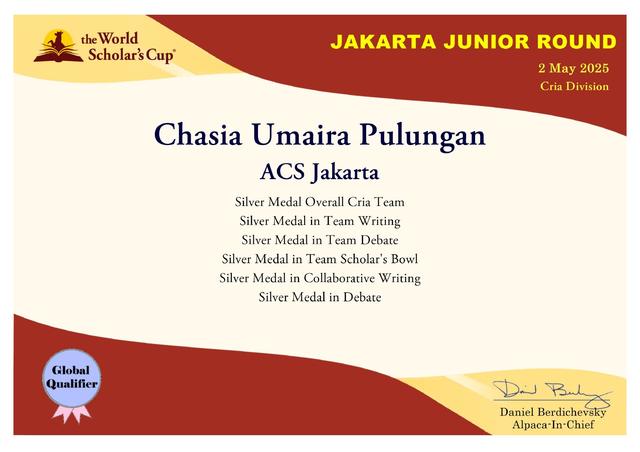 the World
Scholar's Cup®
JAKARTA JUNIOR ROUND
2 May 2025
Cria Division
Chasia Umaira Pulungan
ACS Jakarta
Silver Medal Overall Cria Team
Silver Medal in Team Writing
Silver Medal in Team Debate
Silver Medal in Team Scholar's Bowl
Silver Medal in Collaborative Writing
Silver Medal in Debate
Global
Qualifier
Daniel Berdichevsky
Alpaca-In-Chief